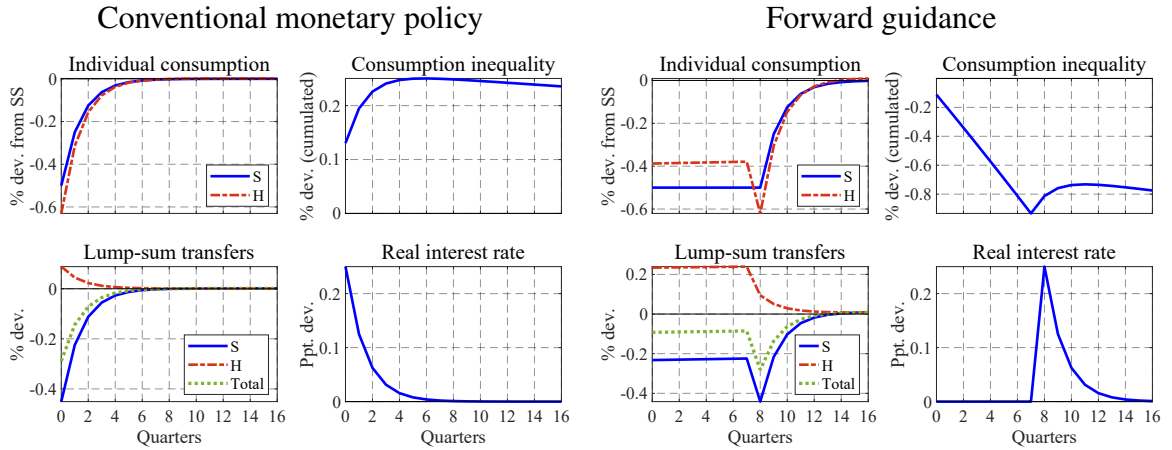 Conventional monetary policy
Individual consumption
% dev. from SS
0
-0.2
-0.4
-0.6
0 2 4 6 8 10 12 14 16
S
H
Consumption inequality
% dev. (cumulated)
0.2
0.1
0
0 2 4 6 8 10 12 14 16
Lump-sum transfers
% dev.
0
-0.2
-0.4
S
H
Total
0 2 4 6 8 10 12 14 16
Quarters
Real interest rate
Ppt. dev.
0.2
0.1
0
0 2 4 6 8 10 12 14 16
Quarters
Forward guidance
Individual consumption
% dev. from SS
0
-0.2
-0.4
-0.6
0 2 4 6 8 10 12 14 16
S
H
Consumption inequality
% dev. (cumulated)
-0.2
-0.4
-0.6
-0.8
0 2 4 6 8 10 12 14 16
Lump-sum transfers
% dev.
0.2
0
-0.2
-0.4
S
H
Total
0 2 4 6 8 10 12 14 16
Quarters
Real interest rate
Ppt. dev.
0.2
0.1
0
0 2 4 6 8 10 12 14 16
Quarters